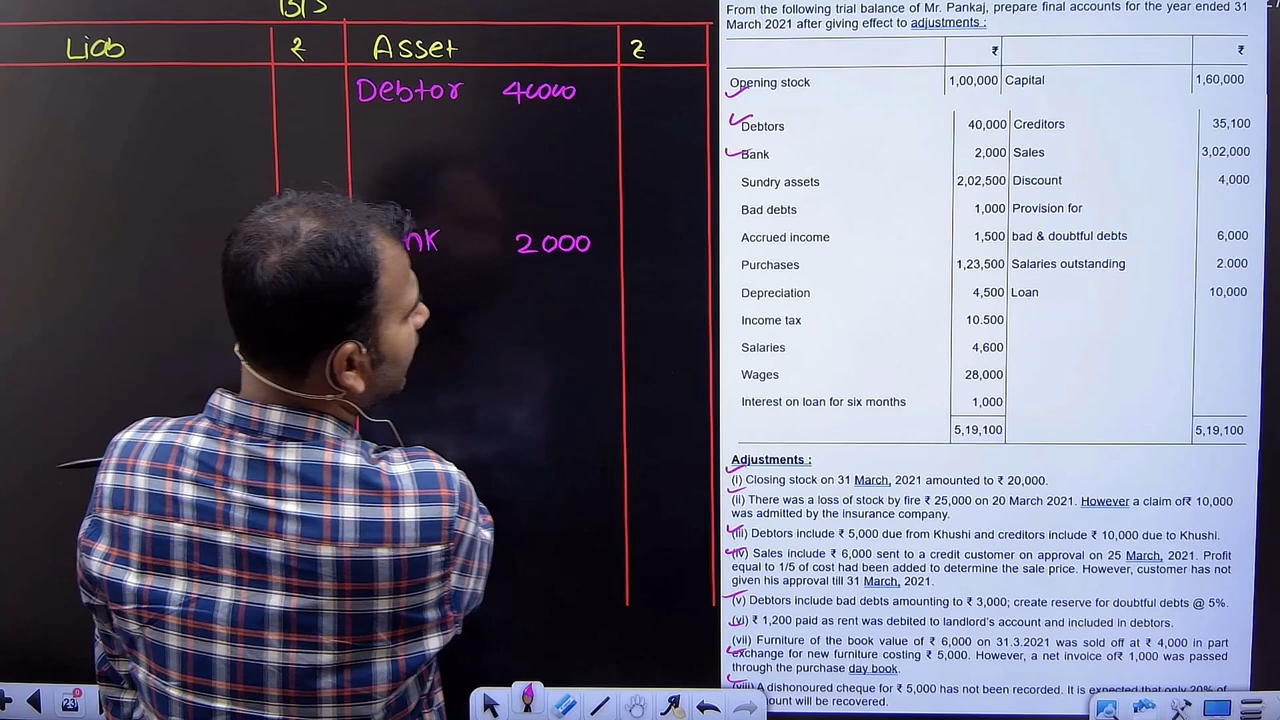 B/S
Liab ₹ Asset ₹
Debtor 40000
nk 2000
From the following trial balance of Mr. Pankaj, prepare final accounts for the year ended 31
March 2021 after giving effect to adjustments :
₹ ₹
Opening stock 1,00,000 Capital 1,60,000
Debtors 40,000 Creditors 35,100
Bank 2,000 Sales 3,02,000
Sundry assets 2,02,500 Discount 4,000
Bad debts 1,000 Provision for
Accrued income 1,500 bad & doubtful debts 6,000
Purchases 1,23,500 Salaries outstanding 2.000
Depreciation 4,500 Loan 10,000
Income tax 10.500
Salaries 4,600
Wages 28,000
Interest on loan for six months 1,000
5,19,100 5,19,100
Adjustments :
(i) Closing stock on 31 March, 2021 amounted to ₹ 20,000.
(ii) There was a loss of stock by fire ₹ 25,000 on 20 March 2021. However a claim of₹ 10,000
was admitted by the insurance company.
(iii) Debtors include ₹ 5,000 due from Khushi and creditors include ₹ 10,000 due to Khushi.
(iv) Sales include ₹ 6,000 sent to a credit customer on approval on 25 March, 2021. Profit
equal to 1/5 of cost had been added to determine the sale price. However, customer has not
given his approval till 31 March, 2021.
(v) Debtors include bad debts amounting to ₹ 3,000; create reserve for doubtful debts @ 5%.
(vi) ₹ 1,200 paid as rent was debited to landlord's account and included in debtors.
(vii) Furniture of the book value of ₹ 6,000 on 31.3.2021 was sold off at ₹ 4,000 in part
exchange for new furniture costing ₹ 5,000. However, a net invoice of₹ 1,000 was passed
through the purchase day book.
(viii) A dishonoured cheque for ₹ 5,000 has not been recorded. It is expected that only 20% of
ount will be recovered.
23